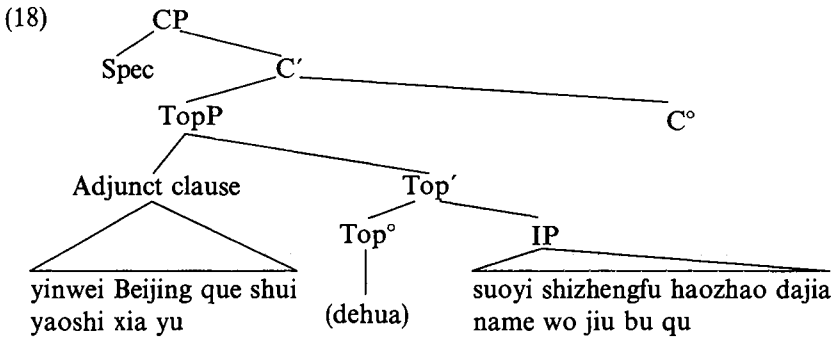 (18) CP
Spec C′
TopP C°
Adjunct clause Top′
Top° IP
yinwei Beijing que shui (dehua) suoyi shizhengfu haozhao dajia
yaoshi xia yu name wo jiu bu qu